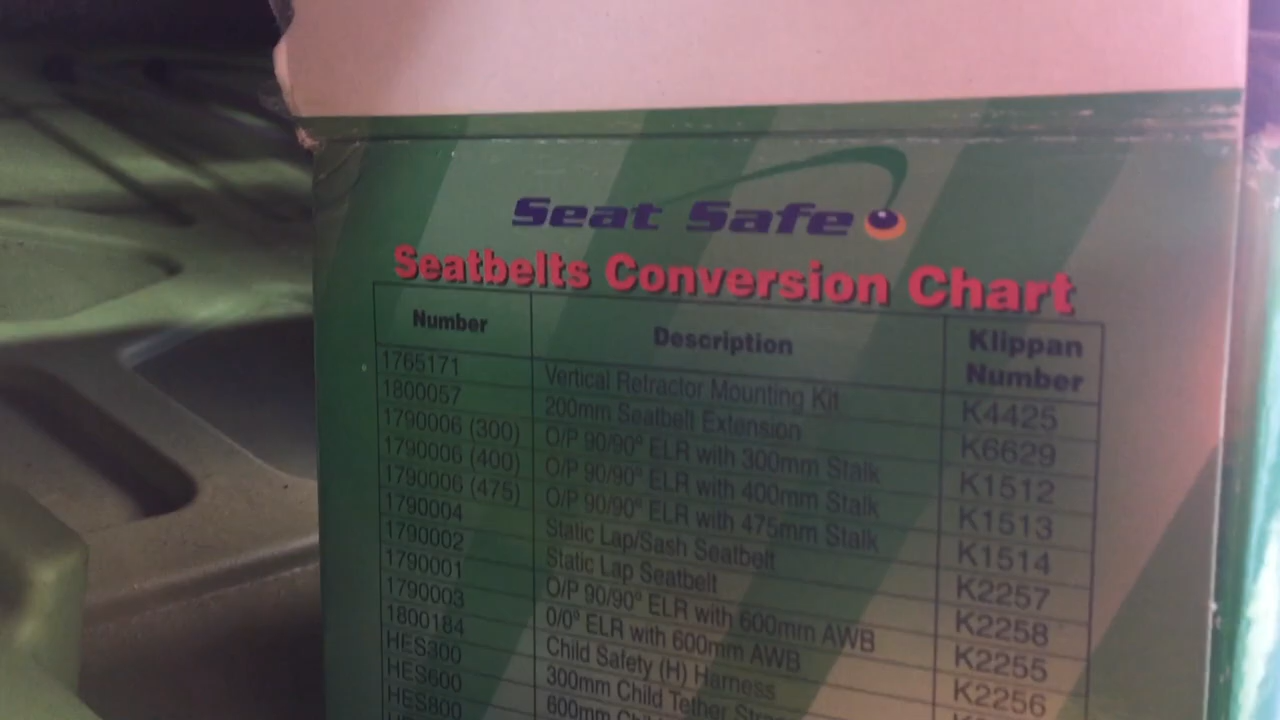 Seat Safe
Seatbelts Conversion Chart
Number Description Klippan Number
1765171 Vertical Retractor Mounting Kit K4425
1800057 200mm Seatbelt Extension K6629
1790006 (300) O/P 90/90º ELR with 300mm Stalk K1512
1790006 (400) O/P 90/90º ELR with 400mm Stalk K1513
1790006 (475) O/P 90/90º ELR with 475mm Stalk K1514
1790004 Static Lap/Sash Seatbelt K2257
1790002 Static Lap Seatbelt K2258
1790001 O/P 90/90º ELR with 600mm AWB K2255
1790003 0/0º ELR with 600mm AWB K2256
1800184 Child Safety (H) Harness
HES300 300mm Child Tether
HES600 600mm
HES800